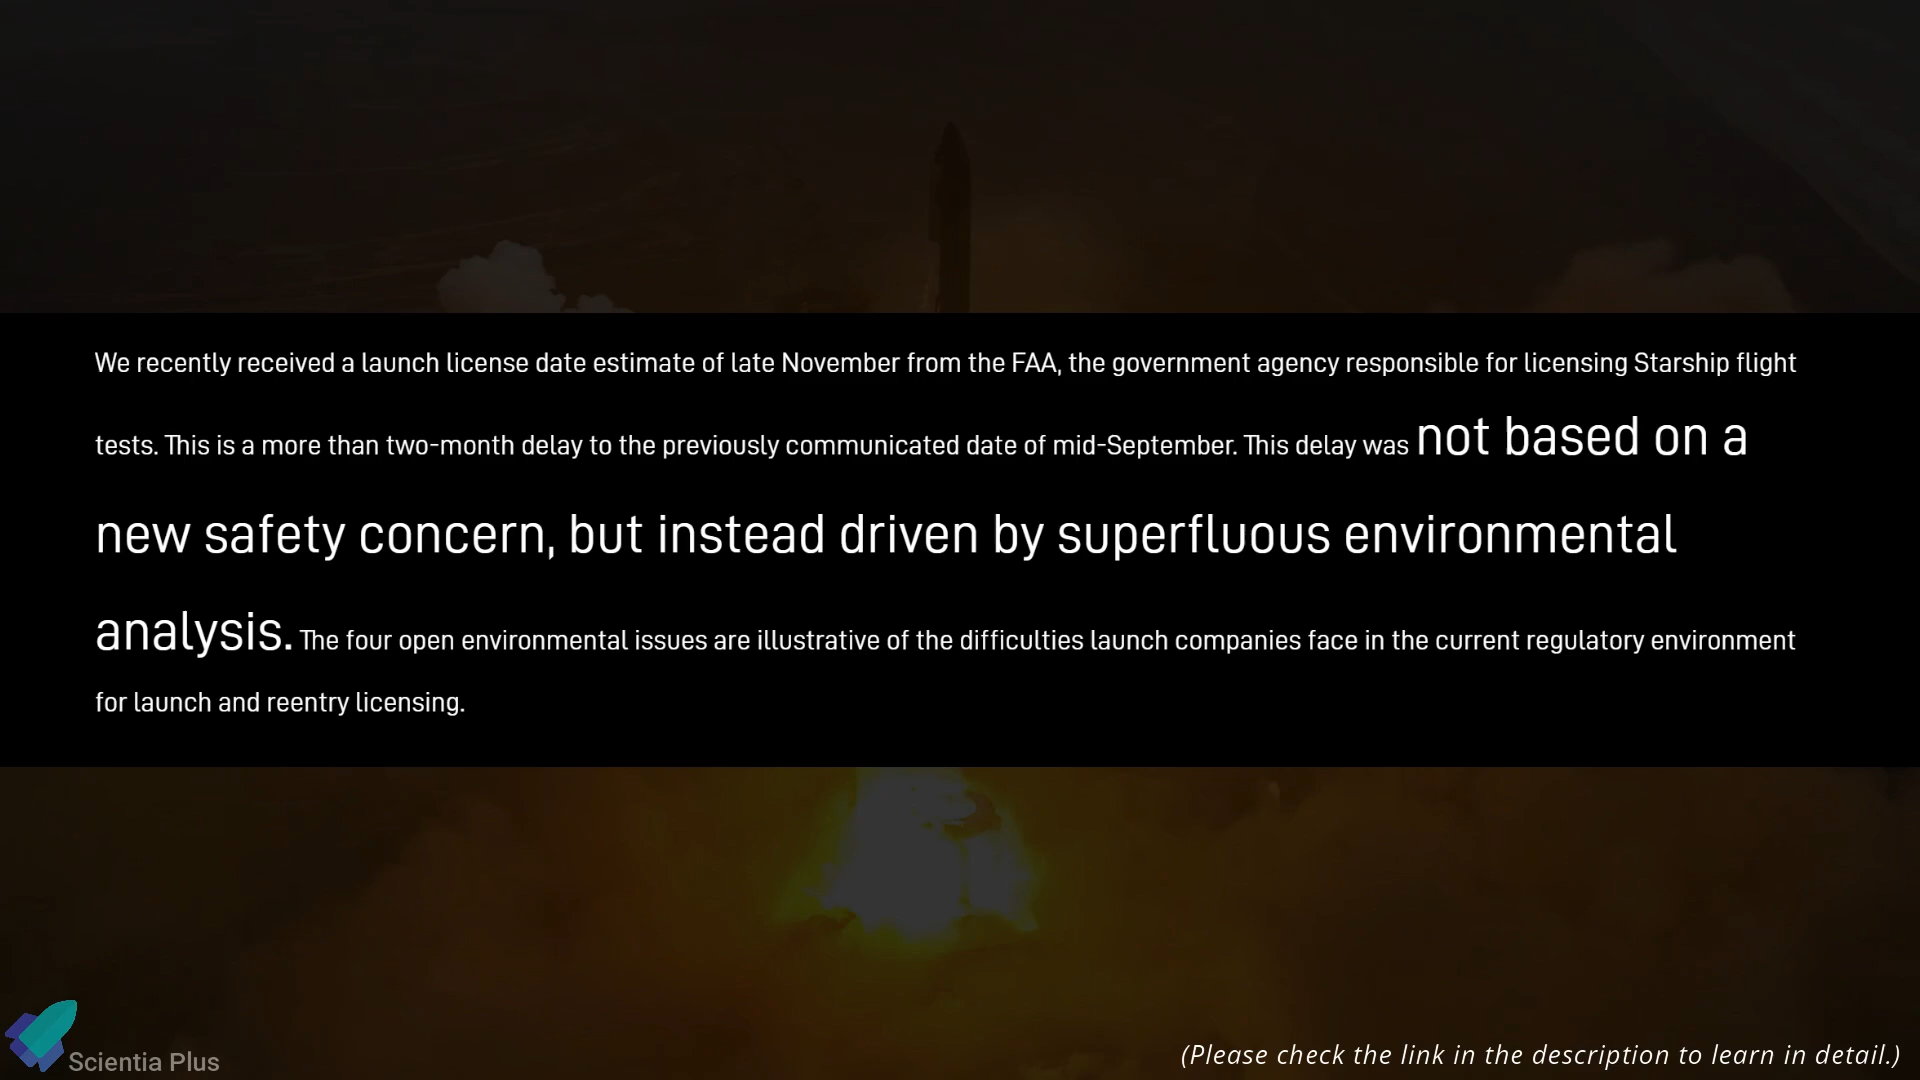 We recently received a launch license date estimate of late November from the FAA, the government agency responsible for licensing Starship flight
tests. This is a more than two-month delay to the previously communicated date of mid-September. This delay was not based on a
new safety concern, but instead driven by superfluous environmental
analysis. The four open environmental issues are illustrative of the difficulties launch companies face in the current regulatory environment
for launch and reentry licensing.
Scientia Plus
(Please check the link in the description to learn in detail.)